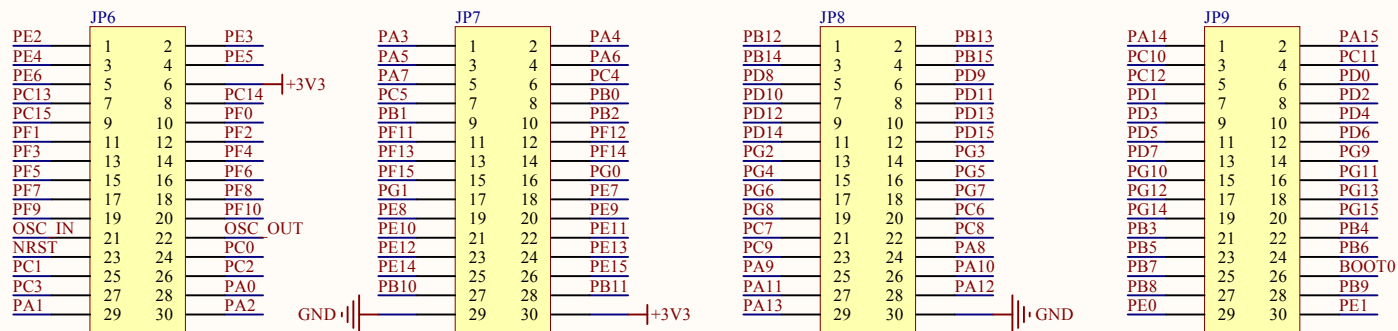 JP6 JP7 JP8 JP9
PE2 1 2 PE3 PA3 1 2 PA4 PB12 1 2 PB13 PA14 1 2 PA15
PE4 3 4 PE5 PA5 3 4 PA6 PB14 3 4 PB15 PC10 3 4 PC11
PE6 5 6 +3V3 PA7 5 6 PC4 PD8 5 6 PD9 PC12 5 6 PD0
PC13 7 8 PC14 PC5 7 8 PB0 PD10 7 8 PD11 PD1 7 8 PD2
PC15 9 10 PF0 PB1 9 10 PB2 PD12 9 10 PD13 PD3 9 10 PD4
PF1 11 12 PF2 PF11 11 12 PF12 PD14 11 12 PD15 PD5 11 12 PD6
PF3 13 14 PF4 PF13 13 14 PF14 PG2 13 14 PG3 PD7 13 14 PG9
PF5 15 16 PF6 PF15 15 16 PG0 PG4 15 16 PG5 PG10 15 16 PG11
PF7 17 18 PF8 PG1 17 18 PE7 PG6 17 18 PG7 PG12 17 18 PG13
PF9 19 20 PF10 PE8 19 20 PE9 PG8 19 20 PC6 PG14 19 20 PG15
OSC_IN 21 22 OSC_OUT PE10 21 22 PE11 PC7 21 22 PC8 PB3 21 22 PB4
NRST 23 24 PC0 PE12 23 24 PE13 PC9 23 24 PA8 PB5 23 24 PB6
PC1 25 26 PC2 PE14 25 26 PE15 PA9 25 26 PA10 PB7 25 26 BOOT0
PC3 27 28 PA0 PB10 27 28 PB11 PA11 27 28 PA12 PB8 27 28 PB9
PA1 29 30 PA2 GND 29 30 +3V3 PA13 29 30 GND PE0 29 30 PE1